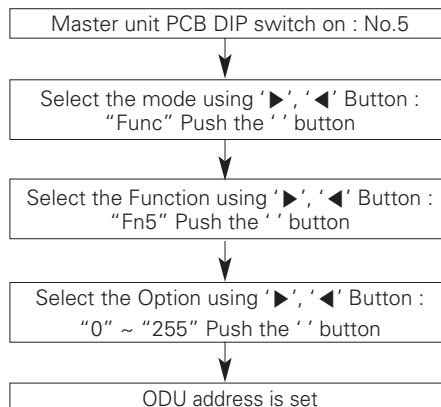 Master unit PCB DIP switch on : No.5
Select the mode using ‘▶’, ‘◀’ Button :
“Func” Push the ‘ ’ button
Select the Function using ‘▶’, ‘◀’ Button :
“Fn5” Push the ‘ ’ button
Select the Option using ‘▶’, ‘◀’ Button :
“0” ~ “255” Push the ‘ ’ button
ODU address is set